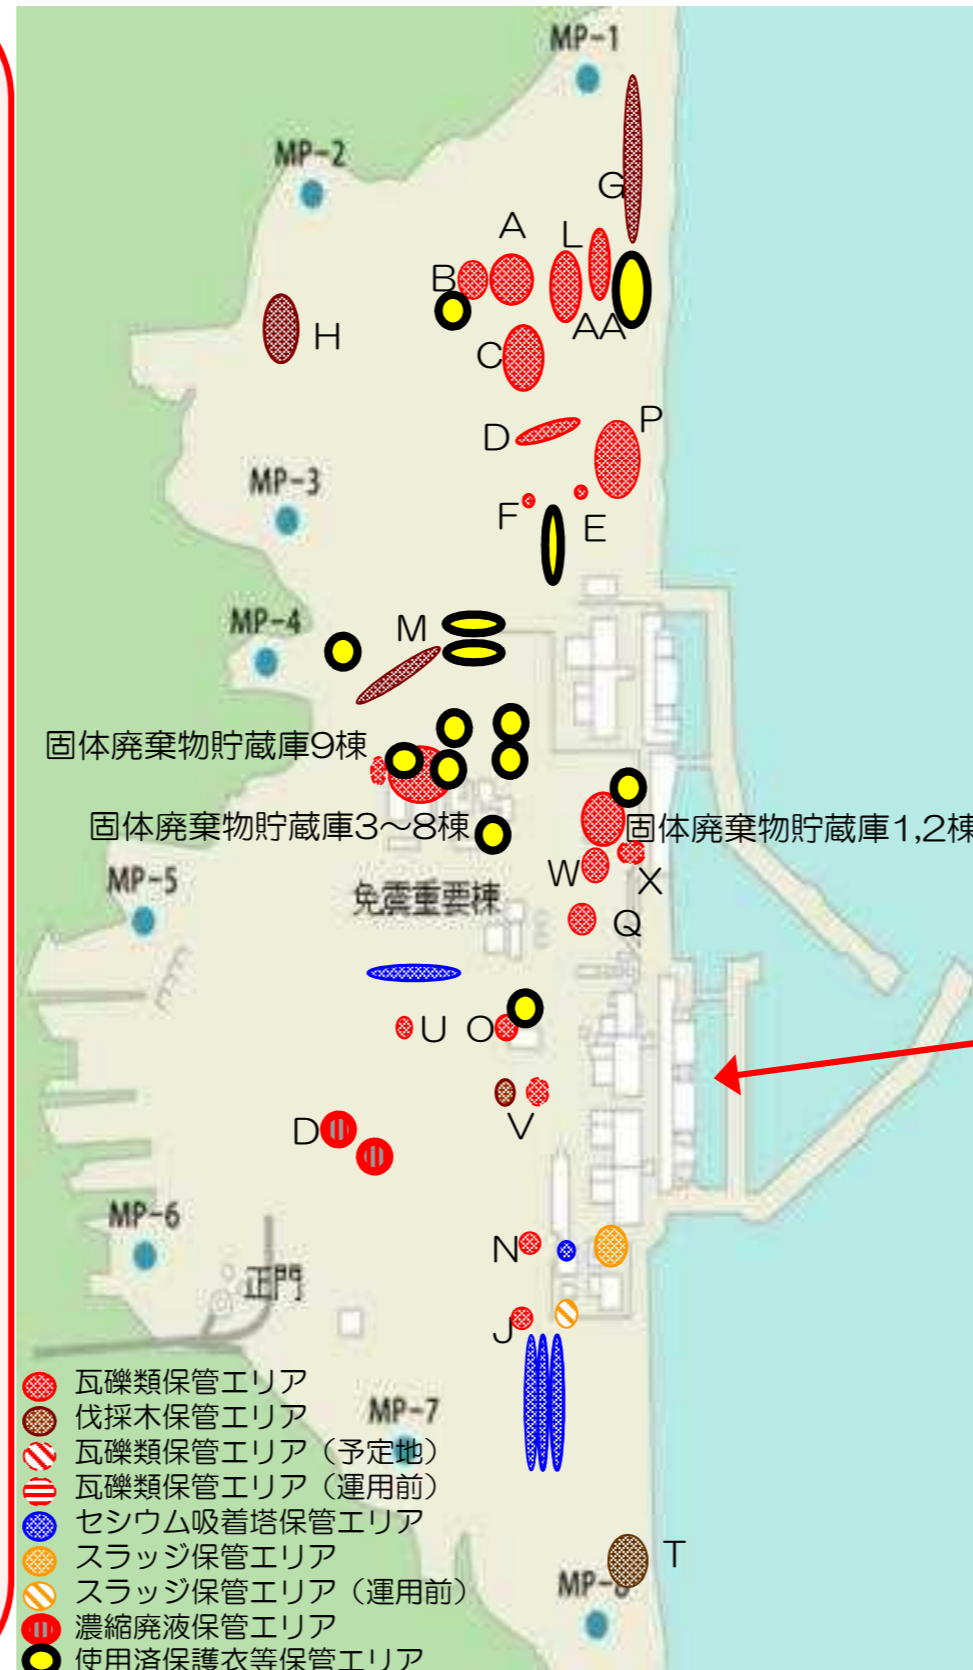 MP-1
MP-2
G
A
L
B
AA
H
C
P
D
MP-3
F
E
MP-4
M
固体廃棄物貯蔵庫9棟
固体廃棄物貯蔵庫3～8棟
固体廃棄物貯蔵庫1,2棟
W
X
MP-5
免震重要棟
Q
U
O
V
D
MP-6
N
正門
J
瓦礫類保管エリア
伐採木保管エリア
MP-7
瓦礫類保管エリア（予定地）
瓦礫類保管エリア（運用前）
セシウム吸着塔保管エリア
スラッジ保管エリア
T
スラッジ保管エリア（運用前）
MP-8
濃縮廃液保管エリア
使用済保護衣等保管エリア